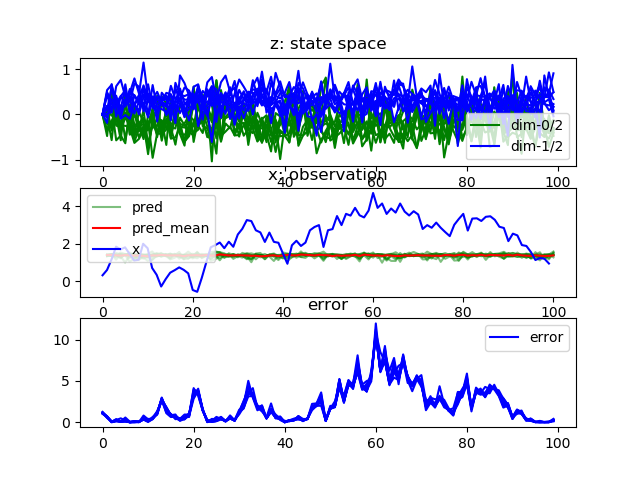 z: state space
1
0
−1
dim-0/2
dim-1/2
0 20 40 60 80 100
x: observation
4
2
0
pred
pred_mean
x
0 20 40 60 80 100
error
10
5
0
error
0 20 40 60 80 100